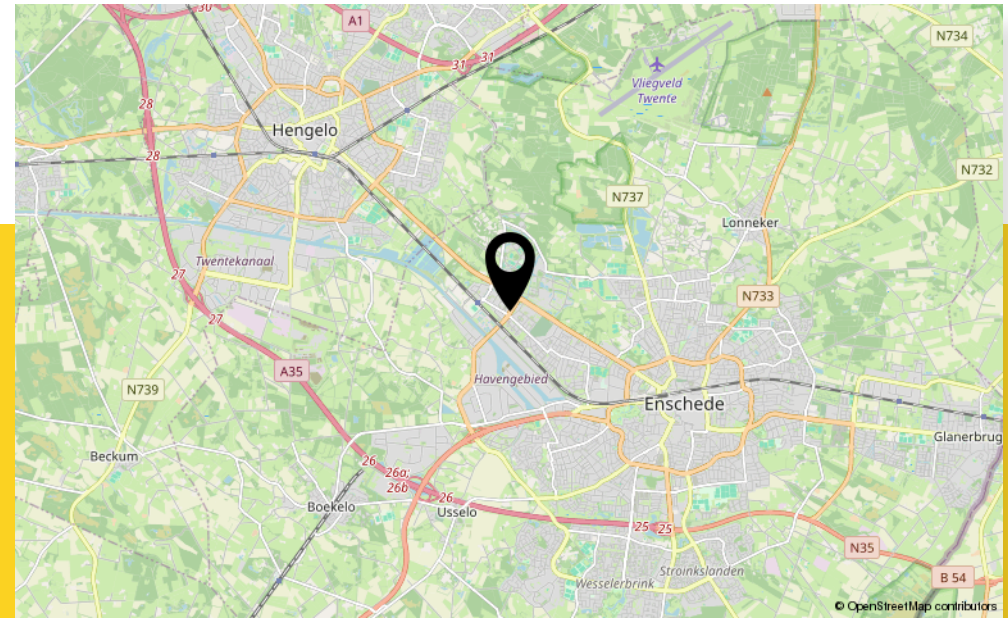 30
A1
31
31
N734
Vliegveld
Twente
28
Hengelo
28
N732
N737
Lonneker
Twentekanaal
27
N733
27
A35
Havengebied
N739
Enschede
Glanerbrug
Beckum
26
26a;
26b
26
Boekelo
Usselo
25
25
N35
Stroinkslanden
Wesselerbrink
B 54
© OpenStreetMap contributors